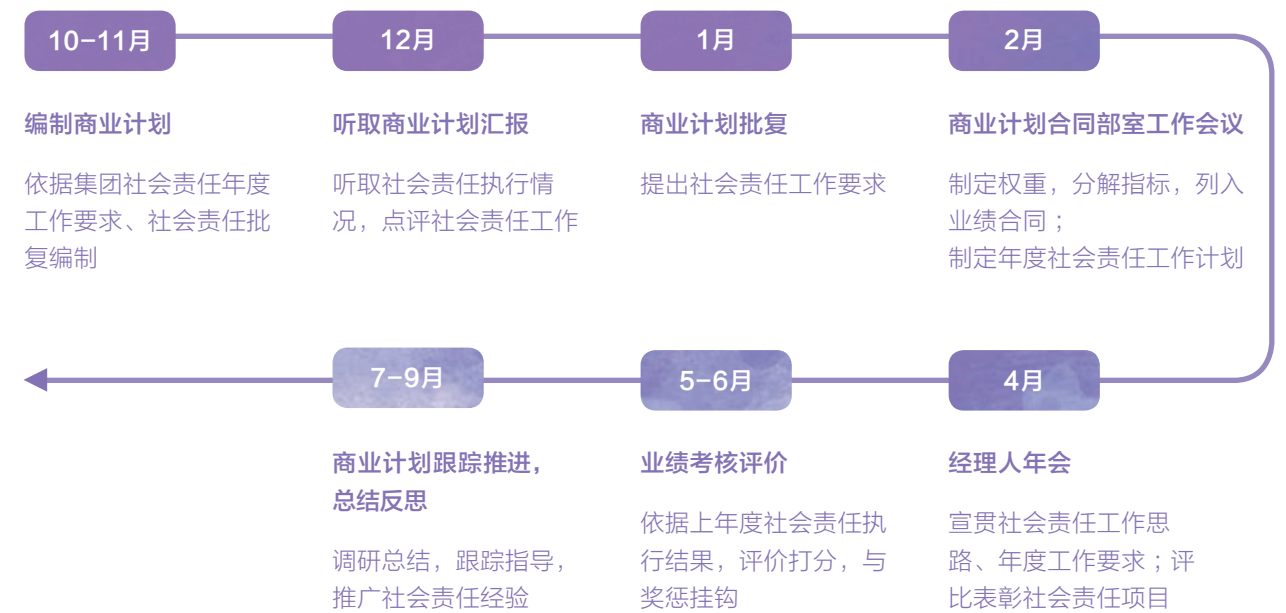 10-11月
编制商业计划
依据集团社会责任年度
工作要求、社会责任批
复编制
12月
听取商业计划汇报
听取社会责任执行情
况，点评社会责任工作
1月
商业计划批复
提出社会责任工作要求
2月
商业计划合同部室工作会议
制定权重，分解指标，列入
业绩合同；
制定年度社会责任工作计划
4月
经理人年会
宣贯社会责任工作思
路、年度工作要求；评
比表彰社会责任项目
5-6月
业绩考核评价
依据上年度社会责任执
行结果，评价打分，与
奖惩挂钩
7-9月
商业计划跟踪推进，
总结反思
调研总结，跟踪指导，
推广社会责任经验